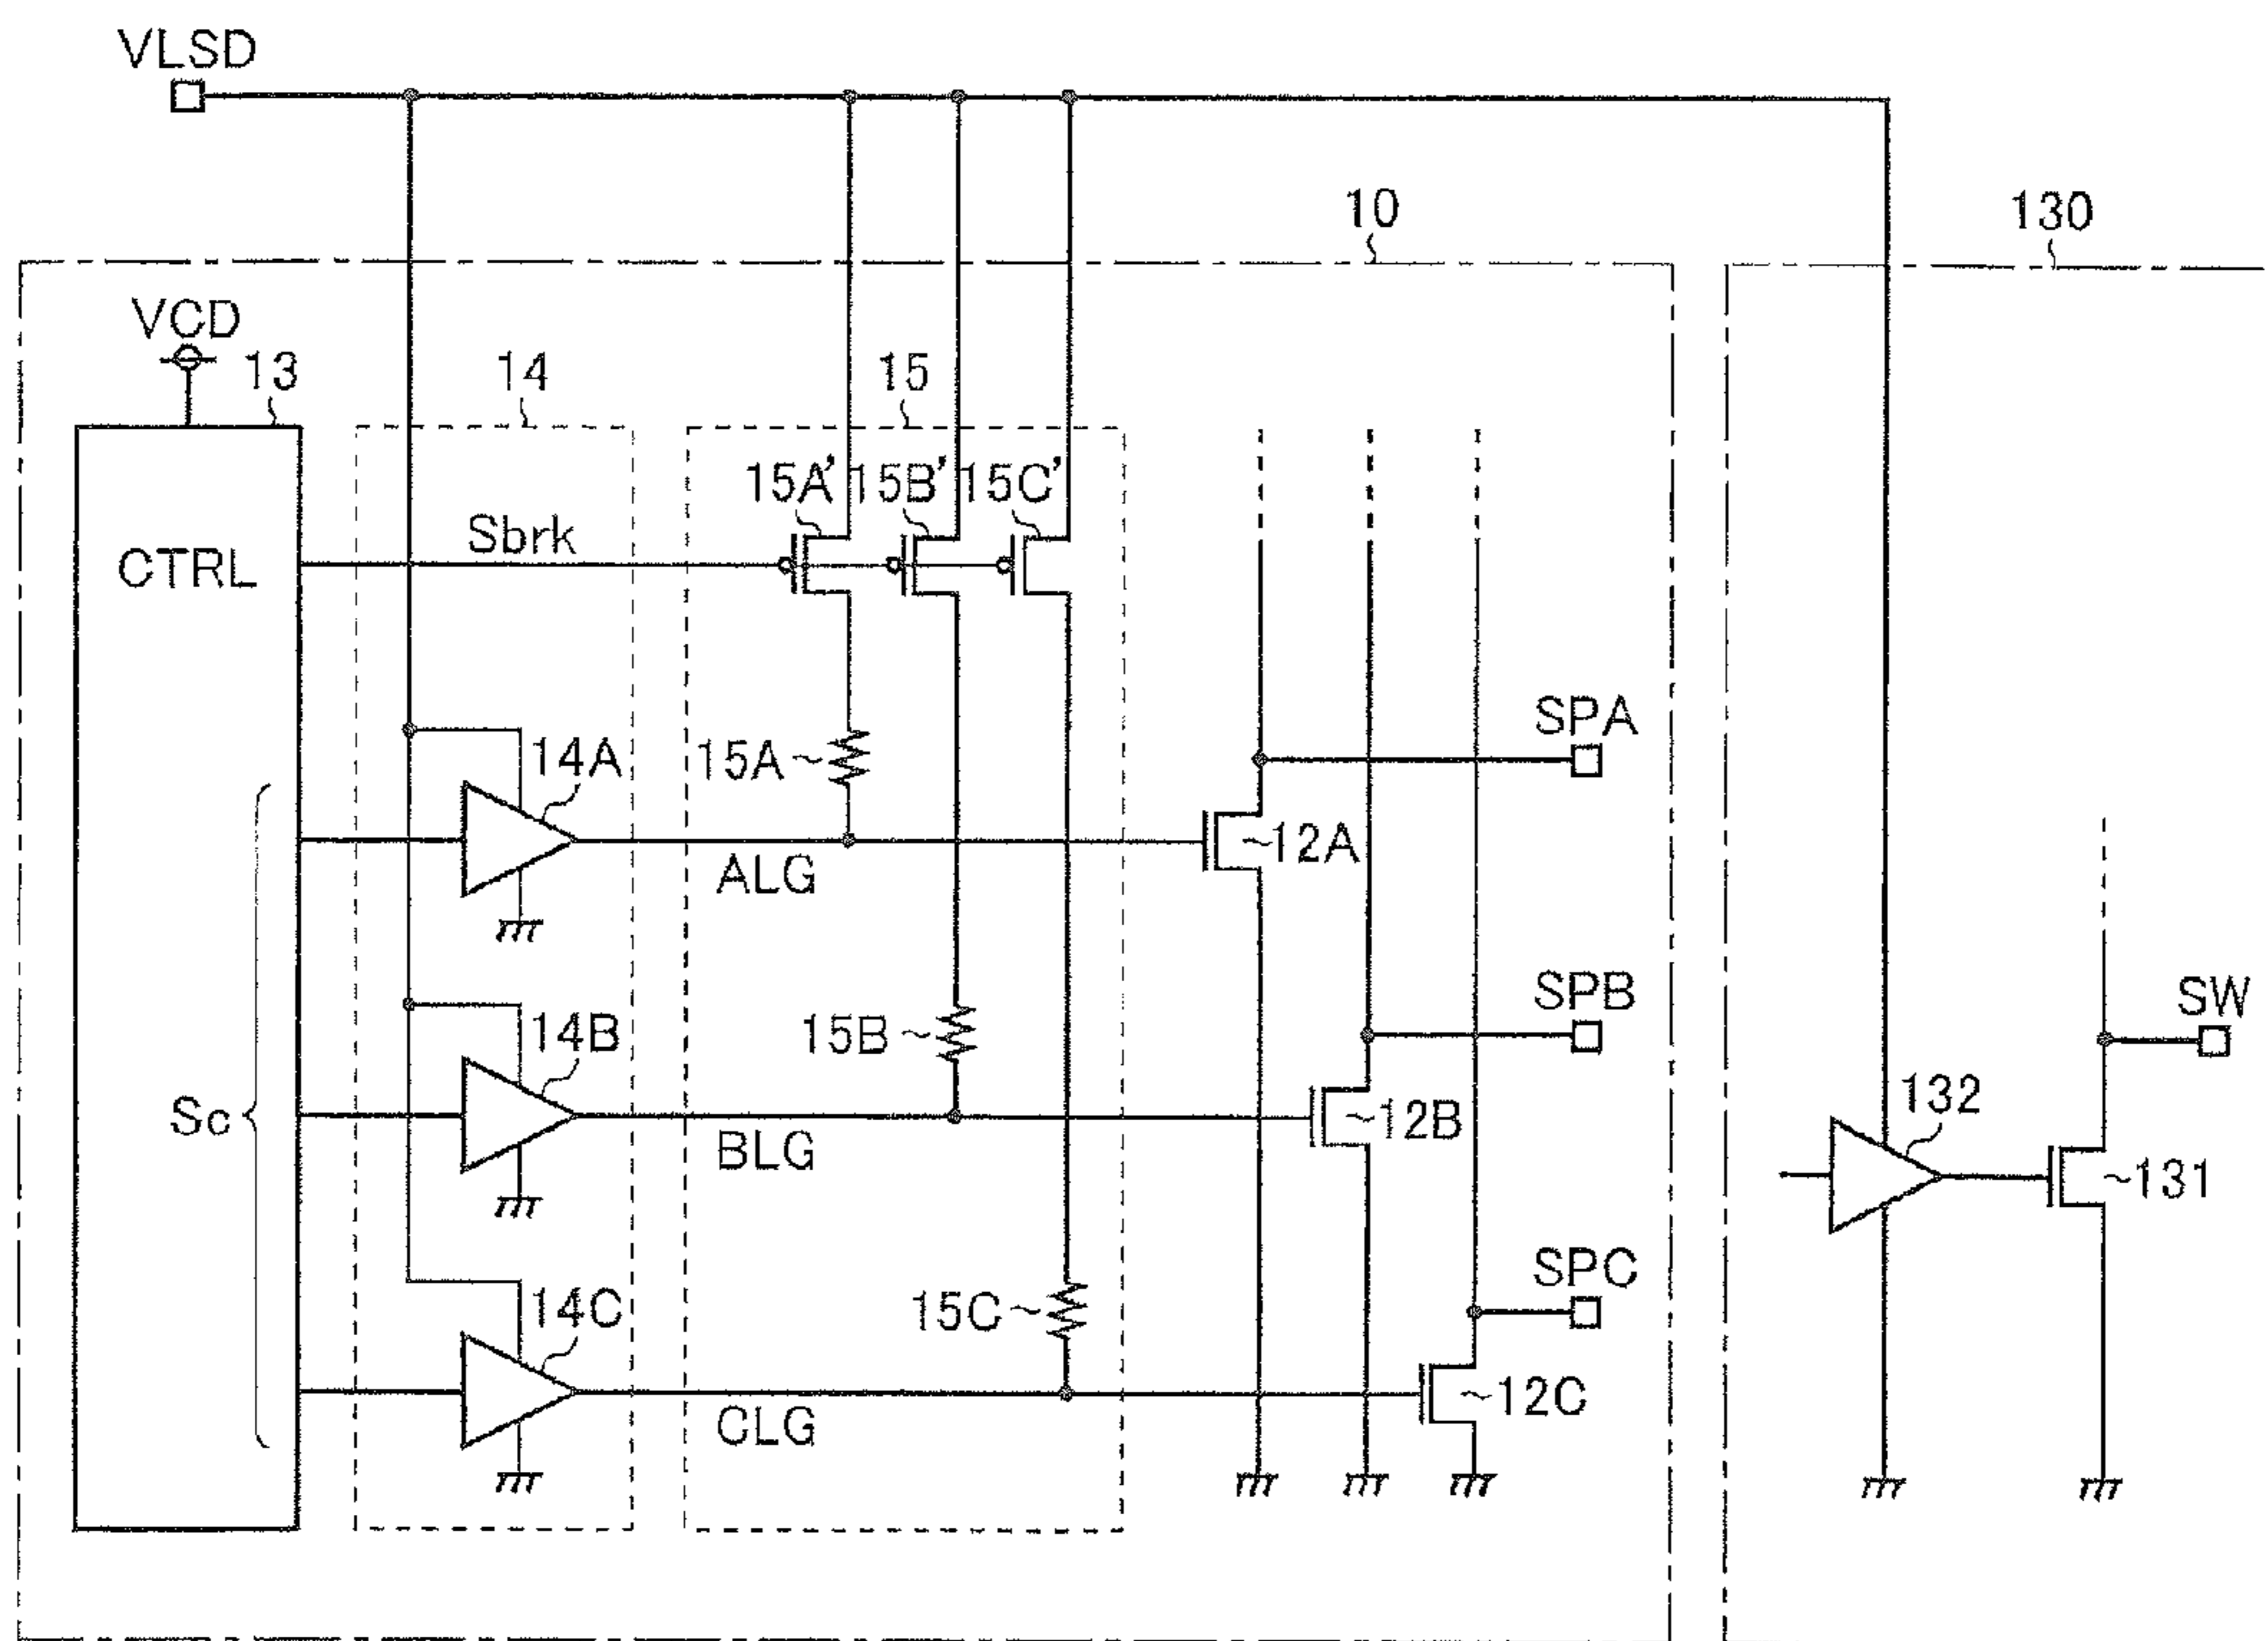 VLSD
10
130
VCD
13
14
15
15A'
15B'
15C'
CTRL
Sbrk
SPA
14A
15A
12A
ALG
SPB
SW
14B
15B
132
Sc
12B
BLG
131
SPC
14C
15C
12C
CLG